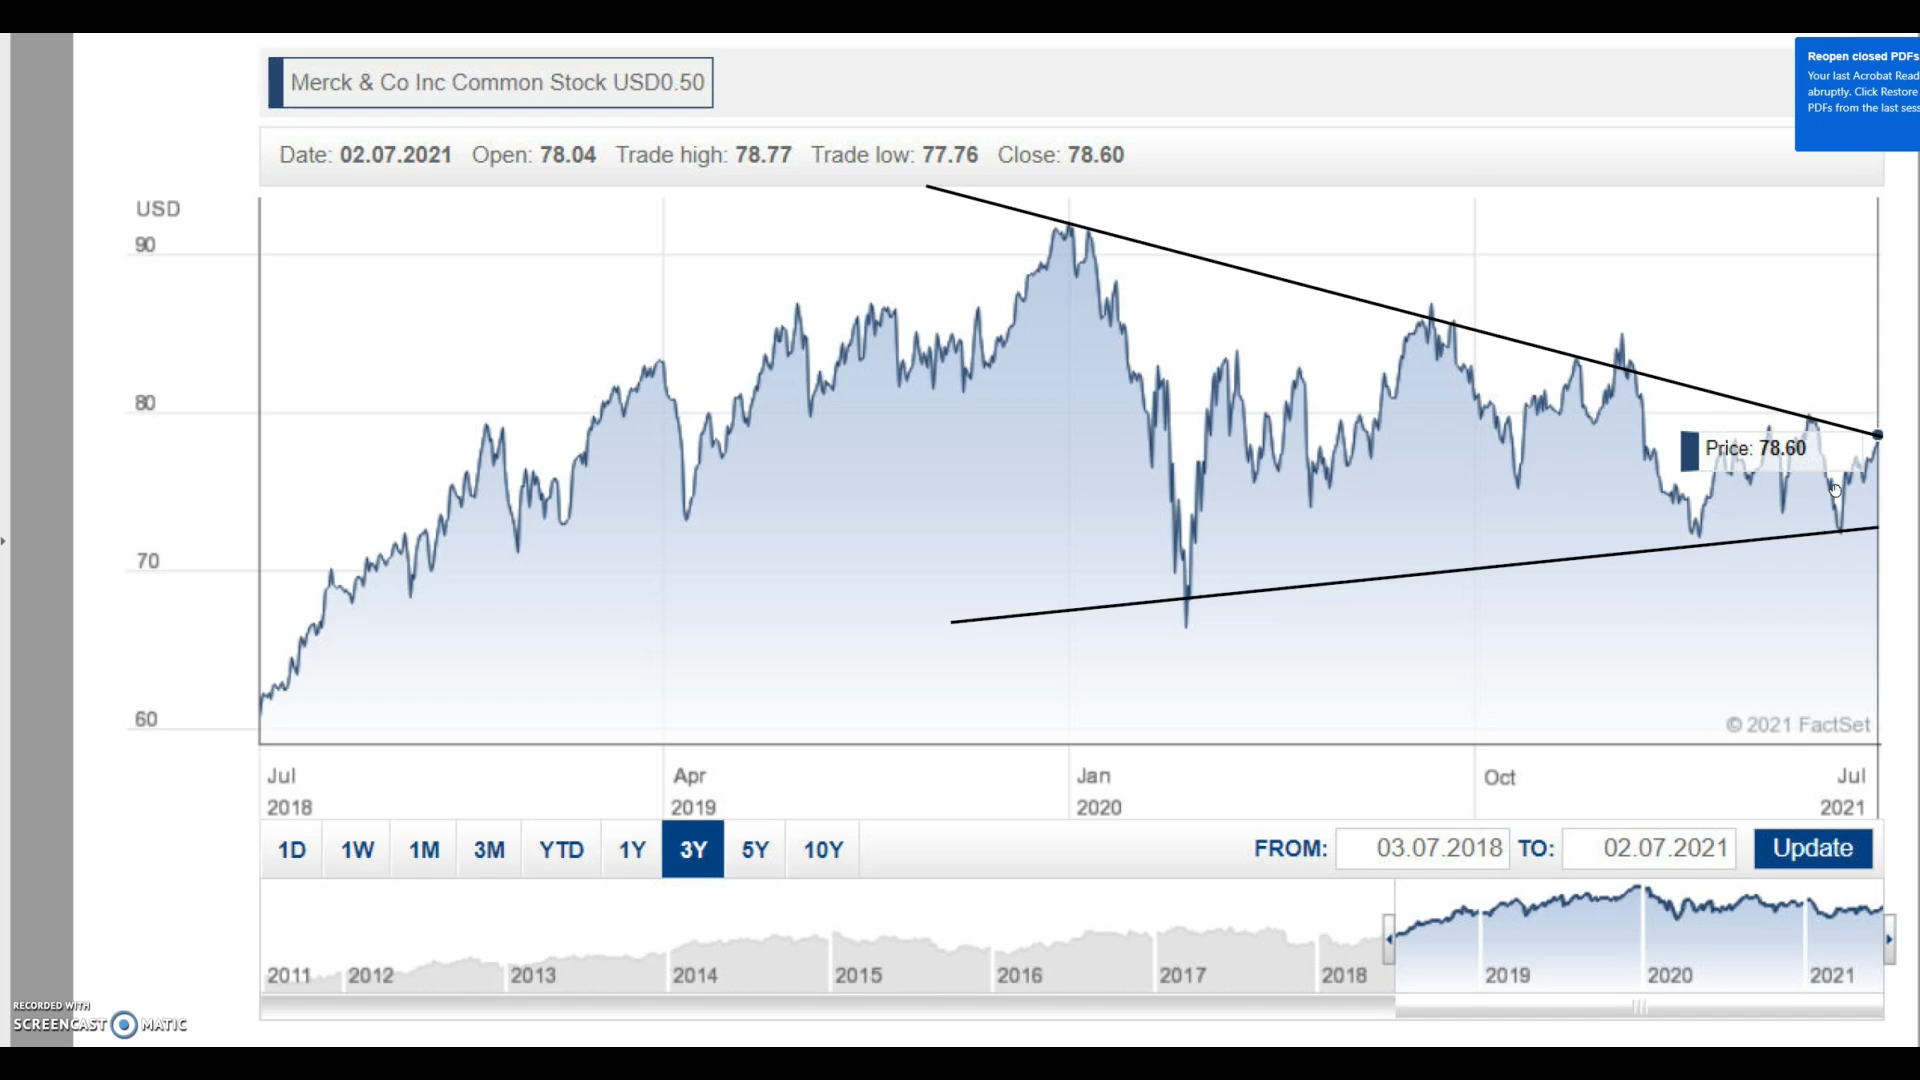 Reopen closed PDFs
Your last Acrobat Read
abruptly. Click Restore
PDFs from the last sess
Merck & Co Inc Common Stock USD0.50
Date: 02.07.2021 Open: 78.04 Trade high: 78.77 Trade low: 77.76 Close: 78.60
USD
90
80
70
60
Price: 78.60
© 2021 FactSet
Jul 2018
Apr 2019
Jan 2020
Oct
Jul 2021
1D 1W 1M 3M YTD 1Y 3Y 5Y 10Y FROM: 03.07.2018 TO: 02.07.2021 Update
2011 2012 2013 2014 2015 2016 2017 2018 2019 2020 2021
RECORDED WITH
SCREENCAST MATIC